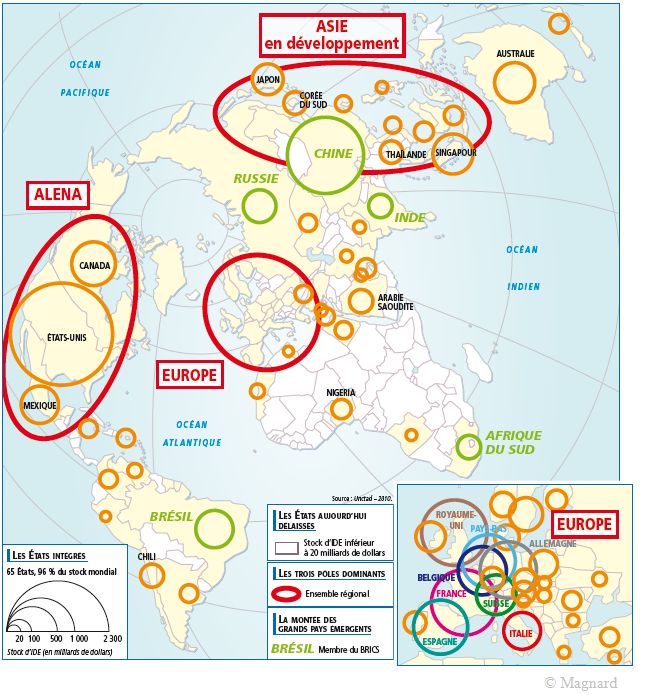 ASIE
en développement
OCÉAN
PACIFIQUE
JAPON
CORÉE
DU SUD
AUSTRALIE
CHINE
THAÏLANDE
SINGAPOUR
RUSSIE
INDE
ALENA
CANADA
ÉTATS-UNIS
MEXIQUE
OCÉAN
INDIEN
ARABIE
SAOUDITE
EUROPE
OCÉAN
ATLANTIQUE
NIGERIA
AFRIQUE
DU SUD
BRÉSIL
CHILI
Source : Unctad – 2010.
LES ÉTATS INTÉGRÉS
65 États, 96 % du stock mondial
20 100 500 1 000 2 300
Stock d'IDE (en milliards de dollars)
LES ÉTATS AUJOURD'HUI
DÉLAISSÉS
Stock d'IDE inférieur
à 20 milliards de dollars
LES TROIS PÔLES DOMINANTS
Ensemble régional
LA MONTÉE DES
GRANDS PAYS ÉMERGENTS
BRÉSIL Membre du BRICS
EUROPE
ROYAUME-
UNI
PAYS-BAS
ALLEMAGNE
BELGIQUE
FRANCE
SUISSE
ESPAGNE
ITALIE
© Magnard